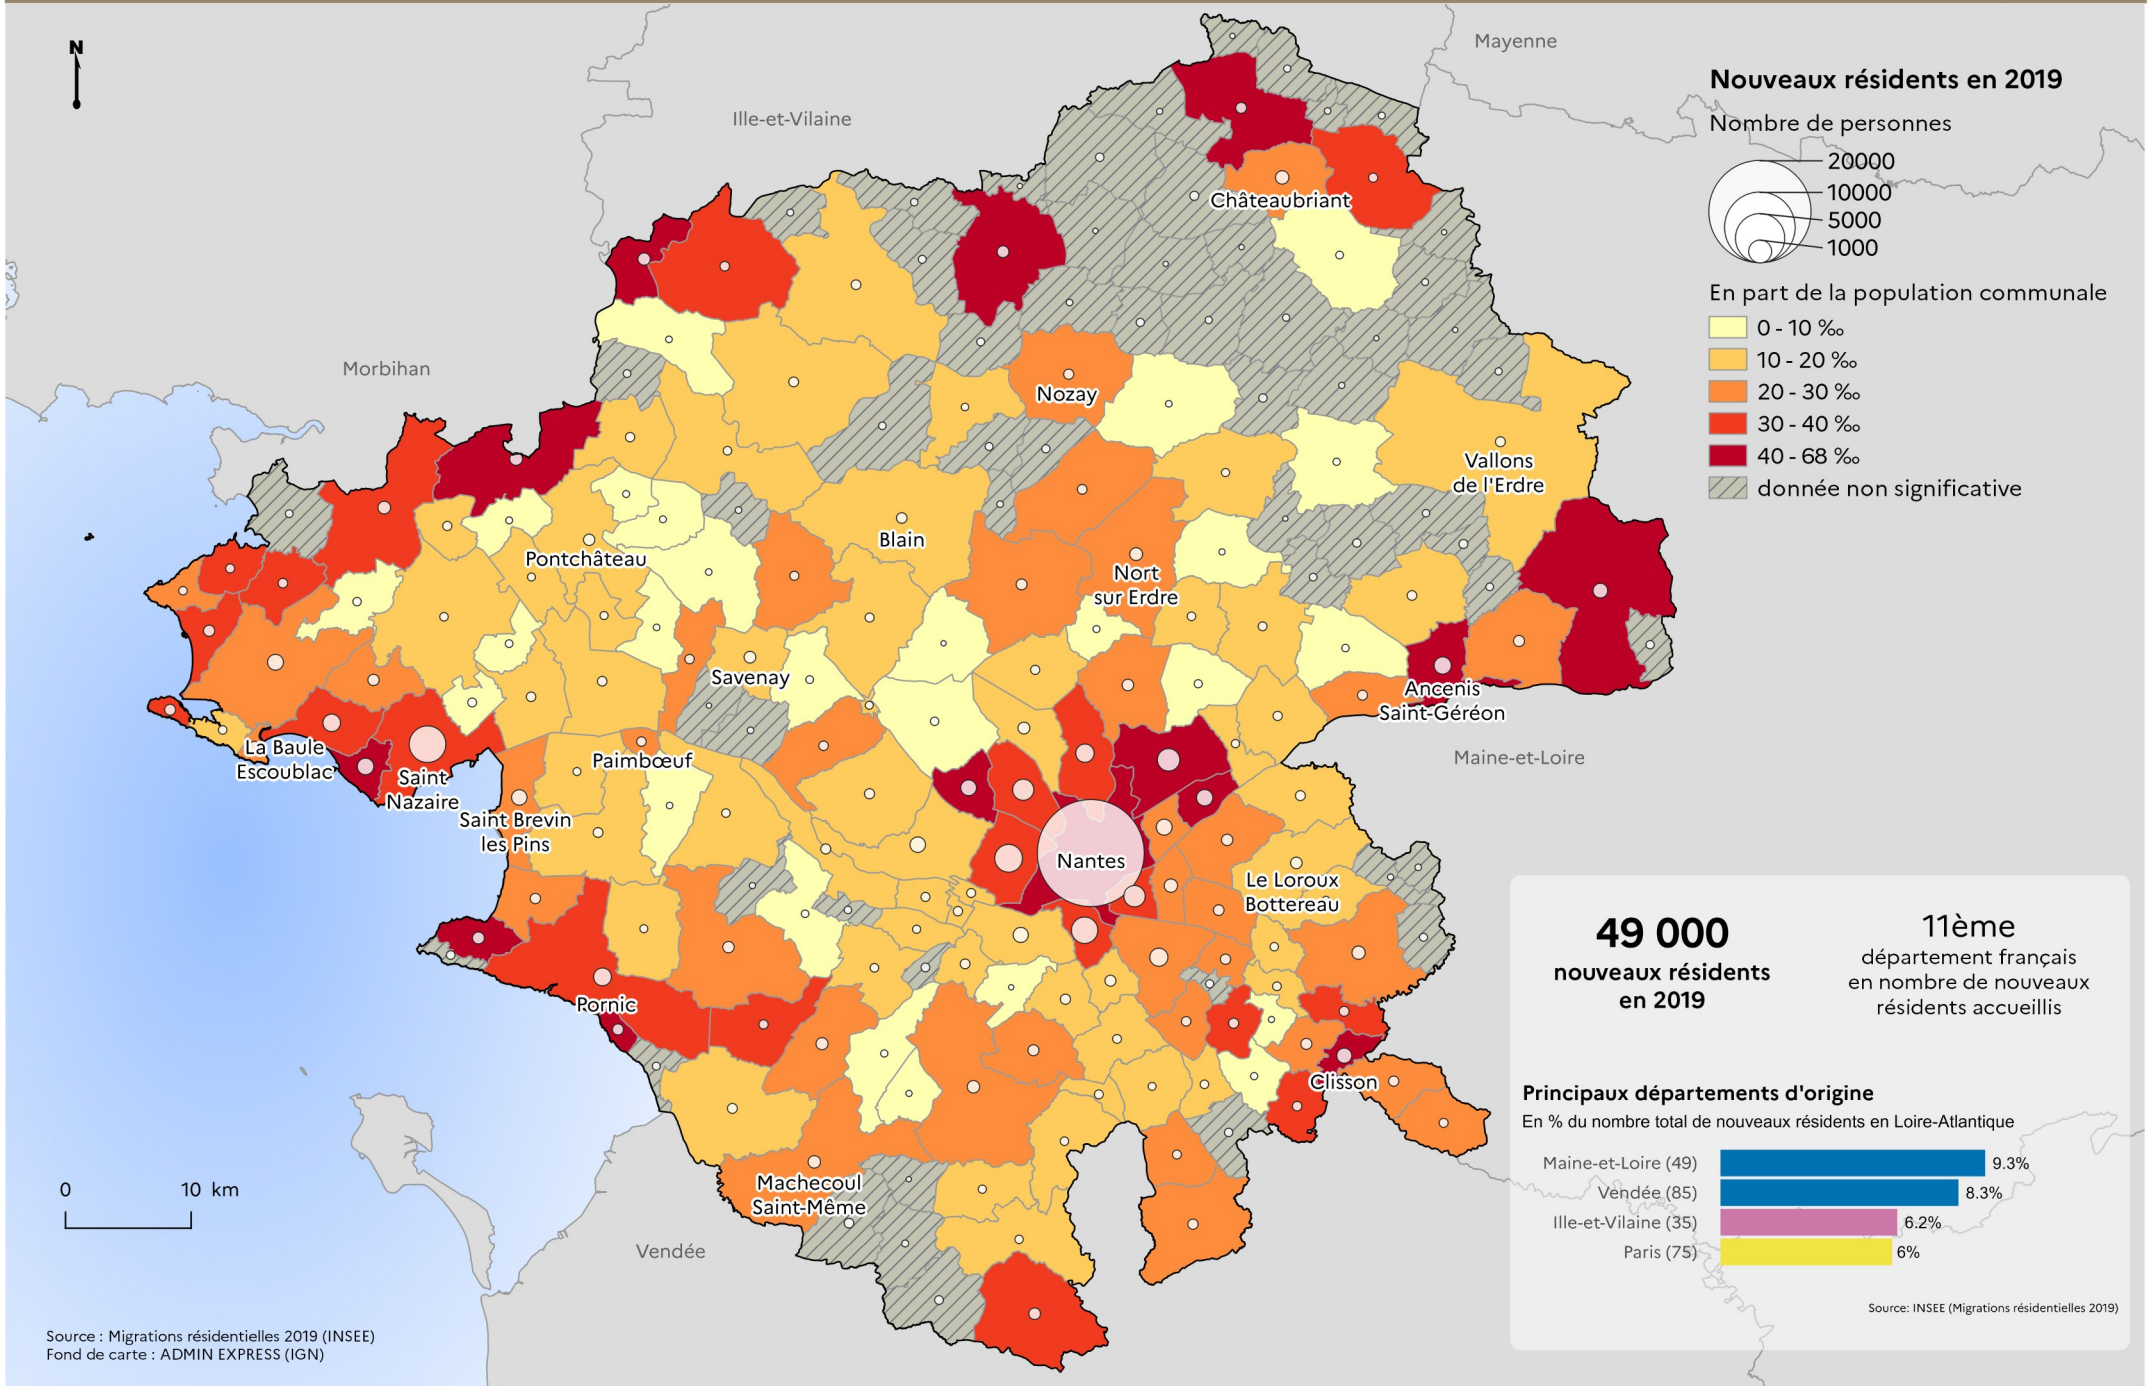 N
Mayenne
Ille-et-Vilaine
Morbihan
Maine-et-Loire
Vendée
Châteaubriant
Nozay
Vallons
de l'Erdre
Blain
Pontchâteau
Nort
sur Erdre
Savenay
Ancenis
Saint-Géréon
La Baule
Escoublac
Saint
Nazaire
Paimbœuf
Saint Brevin
les Pins
Nantes
Le Loroux
Bottereau
Pornic
Clisson
Machecoul
Saint-Même
0 10 km
Source : Migrations résidentielles 2019 (INSEE)
Fond de carte : ADMIN EXPRESS (IGN)
Nouveaux résidents en 2019
Nombre de personnes
20000
10000
5000
1000
En part de la population communale
0 - 10 ‰
10 - 20 ‰
20 - 30 ‰
30 - 40 ‰
40 - 68 ‰
donnée non significative
49 000
nouveaux résidents
en 2019
11ème
département français
en nombre de nouveaux
résidents accueillis
Principaux départements d'origine
En % du nombre total de nouveaux résidents en Loire-Atlantique
Maine-et-Loire (49) 9.3%
Vendée (85) 8.3%
Ille-et-Vilaine (35) 6.2%
Paris (75) 6%
Source: INSEE (Migrations résidentielles 2019)